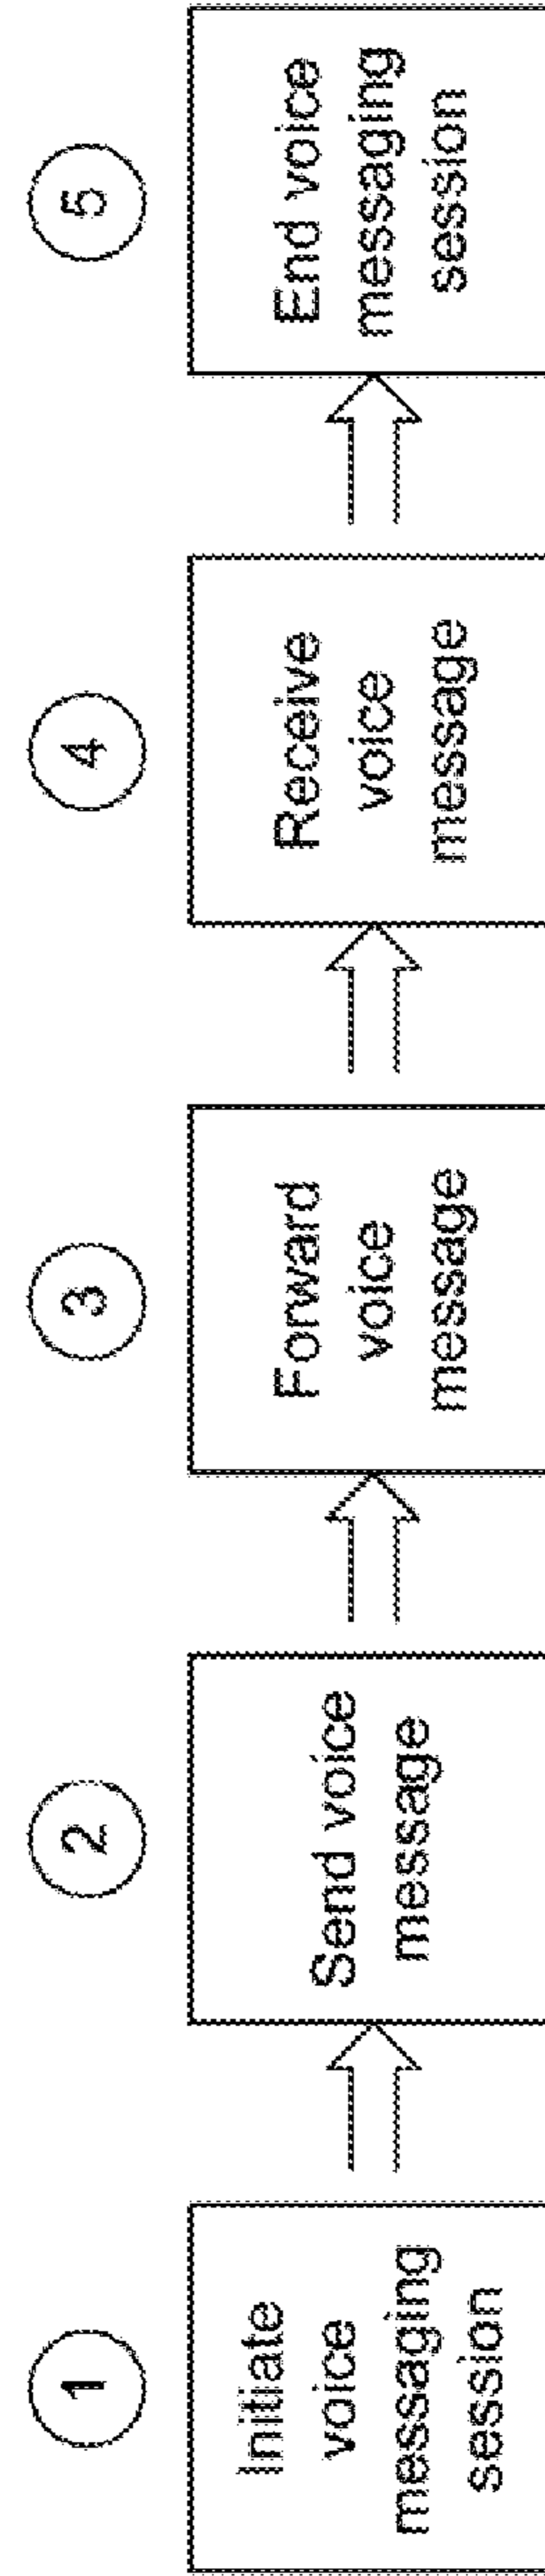 1
Initiate
voice
messaging
session
2
Send voice
message
3
Forward
voice
message
4
Receive
voice
message
5
End voice
messaging
session